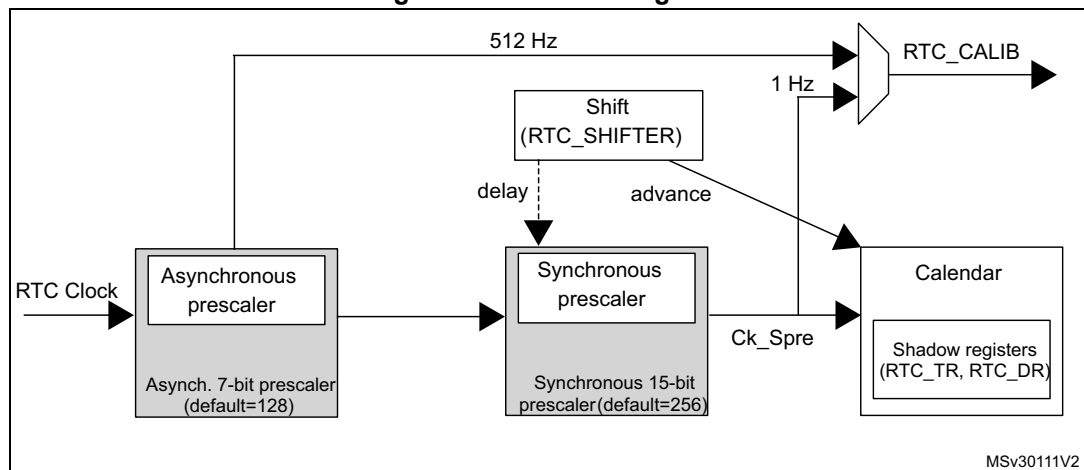 512 Hz
RTC_CALIB
1 Hz
Shift
(RTC_SHIFTER)
delay
advance
RTC Clock
Asynchronous
prescaler
Asynch. 7-bit prescaler
(default=128)
Synchronous
prescaler
Synchronous 15-bit
prescaler(default=256)
Ck_Spre
Calendar
Shadow registers
(RTC_TR, RTC_DR)
MSv30111V2